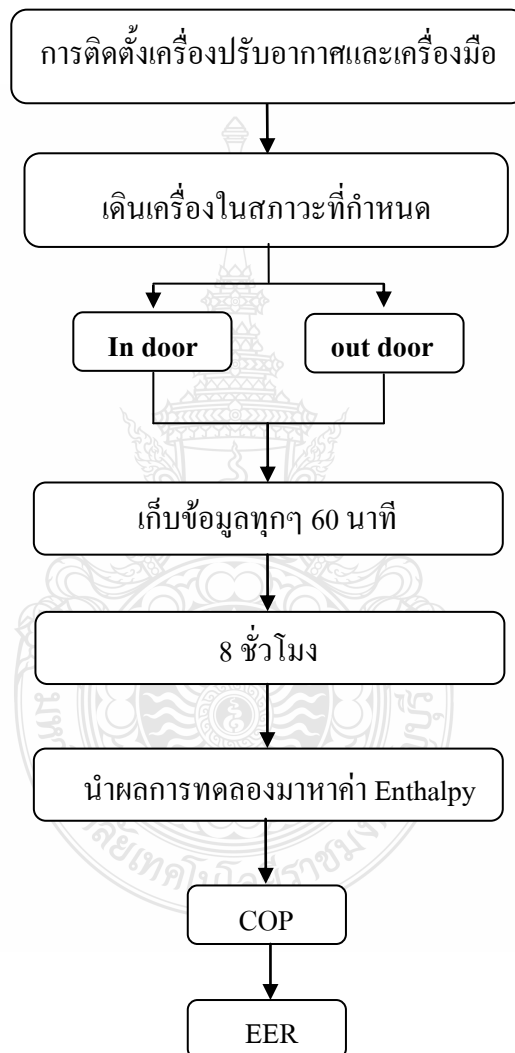 การติดตั้งเครื่องปรับอากาศและเครื่องมือ
เดินเครื่องในสภาวะที่กำหนด
In door
out door
เก็บข้อมูลทุกๆ 60 นาที
8 ชั่วโมง
นำผลการทดลองมาหาค่า Enthalpy
COP
EER